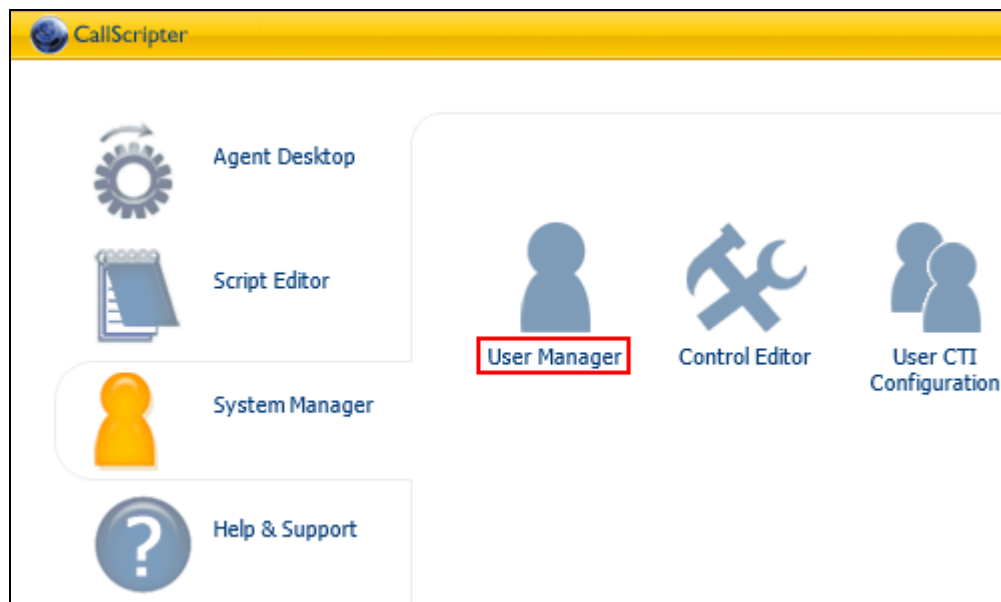 CallScripter
Agent Desktop
Script Editor
System Manager
Help & Support
User Manager
Control Editor
User CTI
Configuration